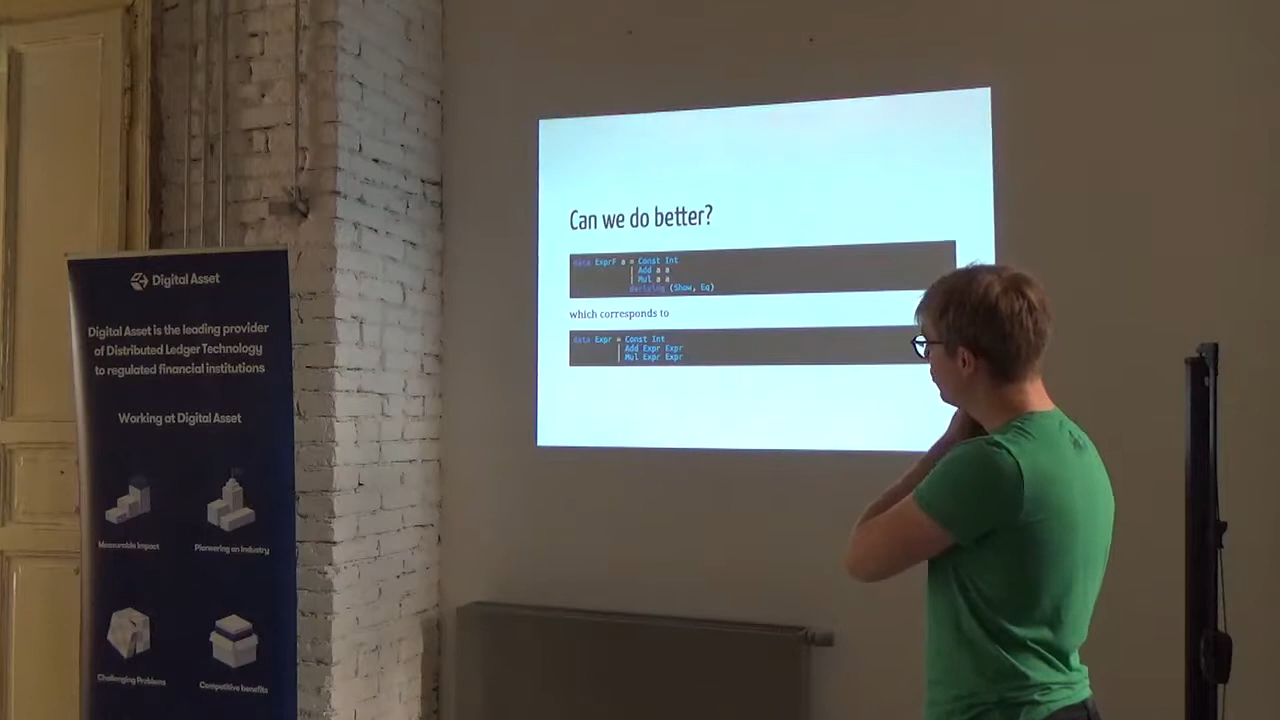 Digital Asset
Digital Asset is the leading provider
of Distributed Ledger Technology
to regulated financial institutions
Working at Digital Asset
Measurable Impact
Pioneering an Industry
Challenging Problems
Competitive benefits
Can we do better?
data ExprF a = Const Int
| Add a a
| Mul a a
deriving (Show, Eq)
which corresponds to
data Expr = Const Int
| Add Expr Expr
| Mul Expr Expr